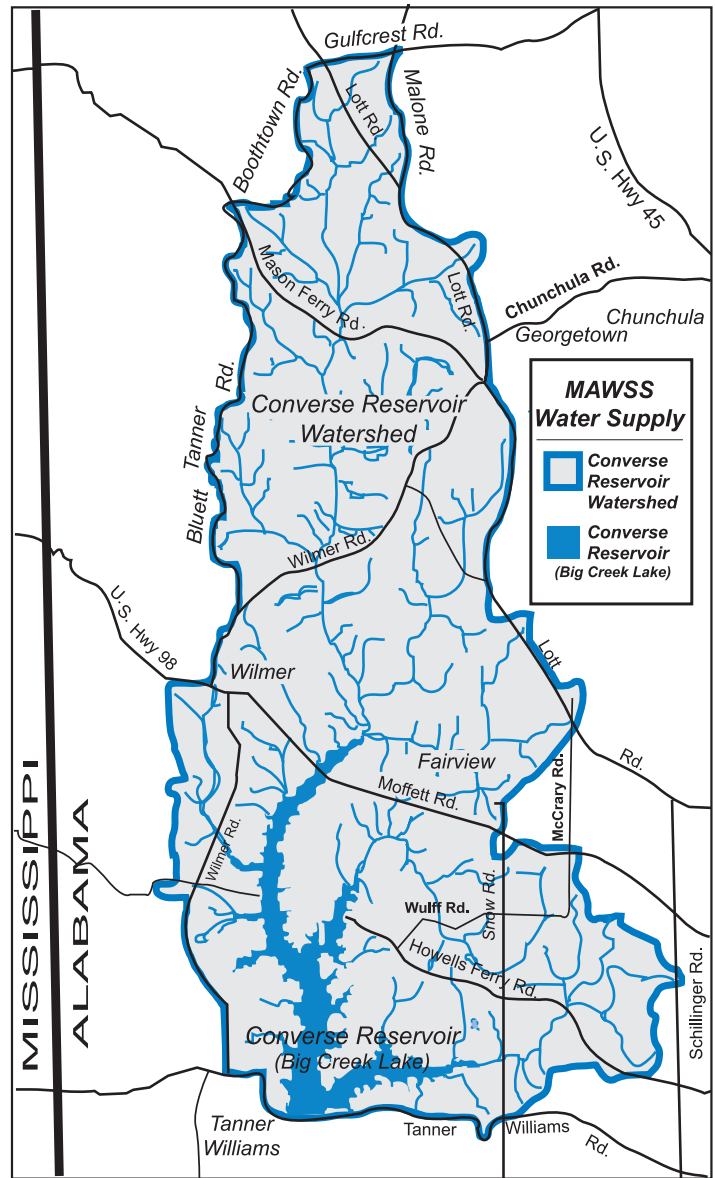 Gulfcrest Rd.
Boothtown Rd.
Lott Rd.
Malone Rd.
U.S. Hwy 45
Mason Ferry Rd.
Lott Rd.
Chunchula Rd.
Chunchula
Georgetown
MAWSS
Water Supply
Converse
Reservoir
Watershed
Converse
Reservoir
(Big Creek Lake)
Bluett Tanner Rd.
Converse Reservoir
Watershed
Wilmer Rd.
U.S. Hwy 98
Wilmer
Lott Rd.
Fairview
Moffett Rd.
McCrary Rd.
Wilmer Rd.
Wulff Rd.
Snow Rd.
Howells Ferry Rd.
Schillinger Rd.
MISSISSIPPI
ALABAMA
Converse Reservoir
(Big Creek Lake)
Tanner
Williams
Tanner Williams Rd.